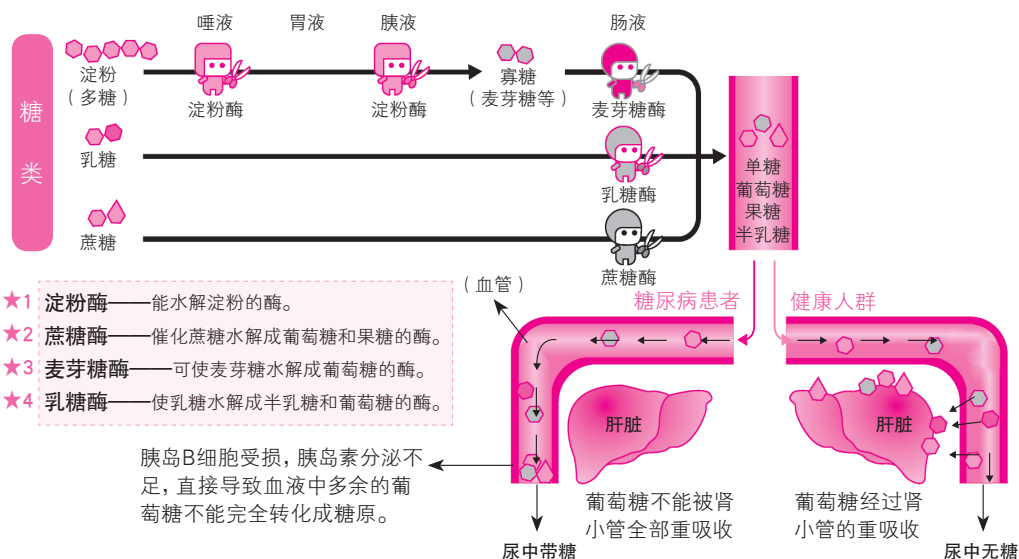 唾液
胃液
胰液
肠液
糖类
淀粉
（多糖）
淀粉酶
淀粉酶
寡糖
（麦芽糖等）
麦芽糖酶
乳糖
乳糖酶
蔗糖
蔗糖酶
单糖
葡萄糖
果糖
半乳糖
★1 淀粉酶——能水解淀粉的酶。
★2 蔗糖酶——催化蔗糖水解成葡萄糖和果糖的酶。
★3 麦芽糖酶——可使麦芽糖水解成葡萄糖的酶。
★4 乳糖酶——使乳糖水解成半乳糖和葡萄糖的酶。
（血管）
糖尿病患者
健康人群
肝脏
肝脏
胰岛B细胞受损，胰岛素分泌不
足，直接导致血液中多余的葡
萄糖不能完全转化成糖原。
葡萄糖不能被肾
小管全部重吸收
葡萄糖经过肾
小管的重吸收
尿中带糖
尿中无糖